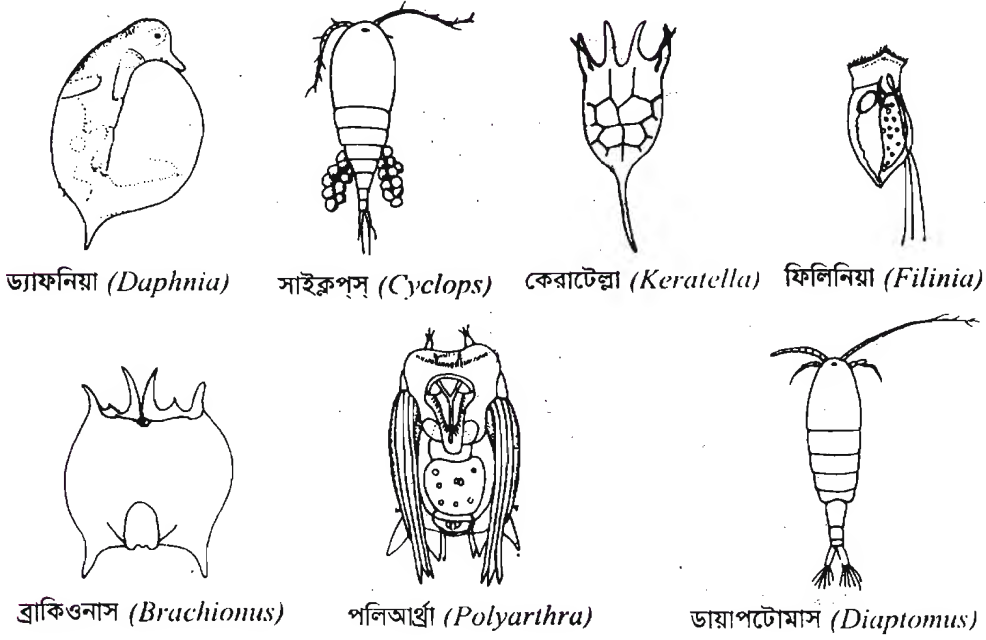 ড্যাফনিয়া (Daphnia) সাইক্লপ্‌স্ (Cyclops) কেরাটেল্লা (Keratella) ফিলিনিয়া (Filinia)
ব্রাকিওনাস (Brachionus) পলিআর্থ্রা (Polyarthra) ডায়াপটোমাস (Diaptomus)